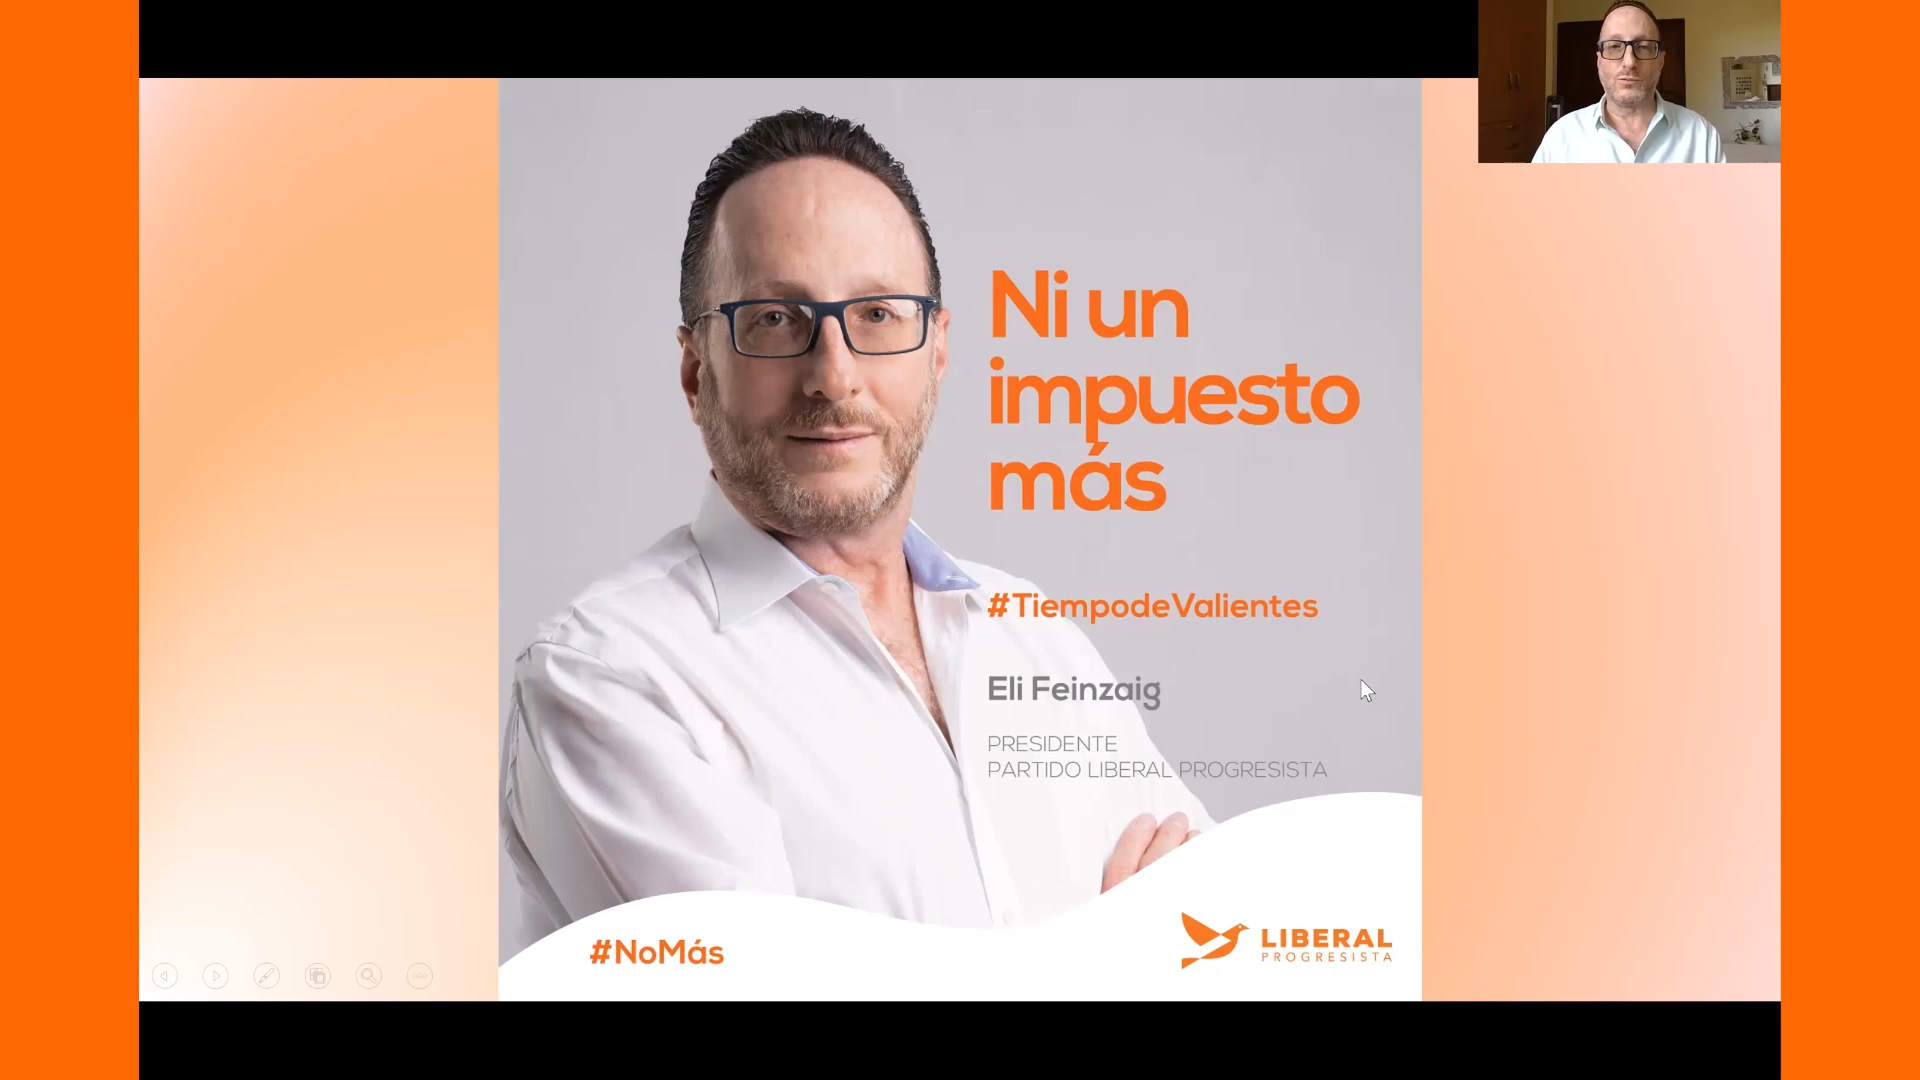 Ni un
impuesto
más
#TiempodeValientes
Eli Feinzaig
PRESIDENTE
PARTIDO LIBERAL PROGRESISTA
#NoMás
LIBERAL
PROGRESISTA